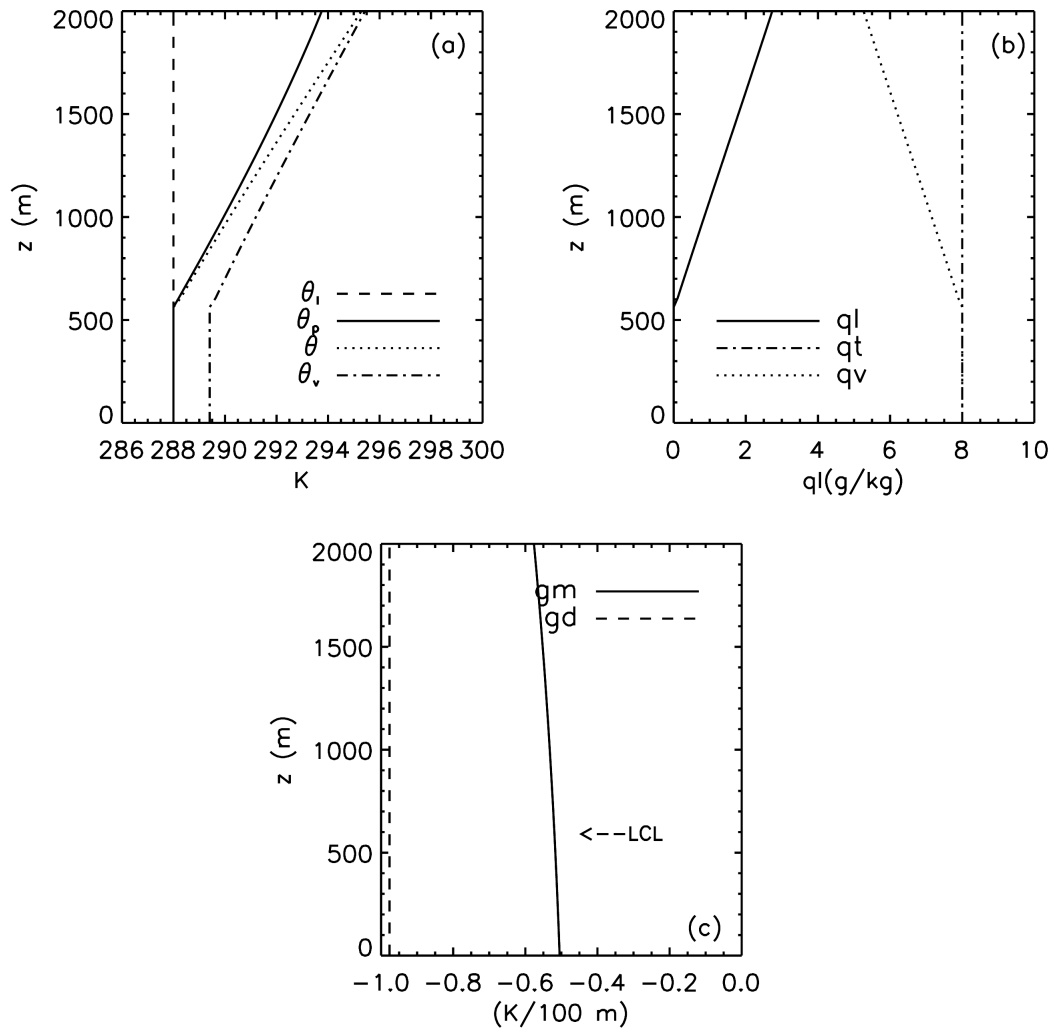 2000
1500
1000
500
0
z (m)
(a)
θl
θρ
θ
θv
286 288 290 292 294 296 298 300
K
2000
1500
1000
500
0
z (m)
(b)
ql
qt
qv
0 2 4 6 8 10
ql(g/kg)
2000
1500
1000
500
0
z (m)
gm
gd
<--LCL
(c)
-1.0 -0.8 -0.6 -0.4 -0.2 0.0
(K/100 m)